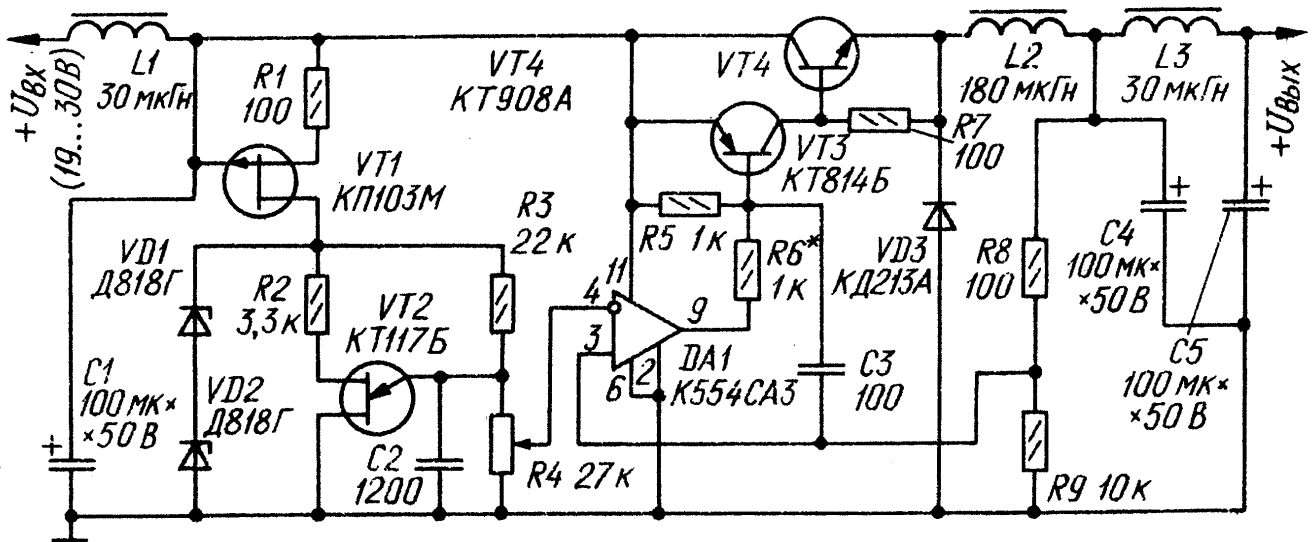 +Uвх
(19...30В)
L1
30 мкГн
R1
100
VT4
КТ908А
VT4
L2
180 мкГн
L3
30 мкГн
+Uвых
VT1
КП103М
VT3
КТ814Б
R7
100
R3
22 к
R5 1 к
R6*
1 к
VD1
Д818Г
R2
3,3 к
VT2
КТ117Б
11
4
3
6
2
9
DA1
К554СА3
VD3
КД213А
R8
100
C4
100 мк×
×50 В
C5
100 мк×
×50 В
C1
100 мк×
×50 В
VD2
Д818Г
C2
1200
R4 27 к
C3
100
R9 10 к
+
+
+